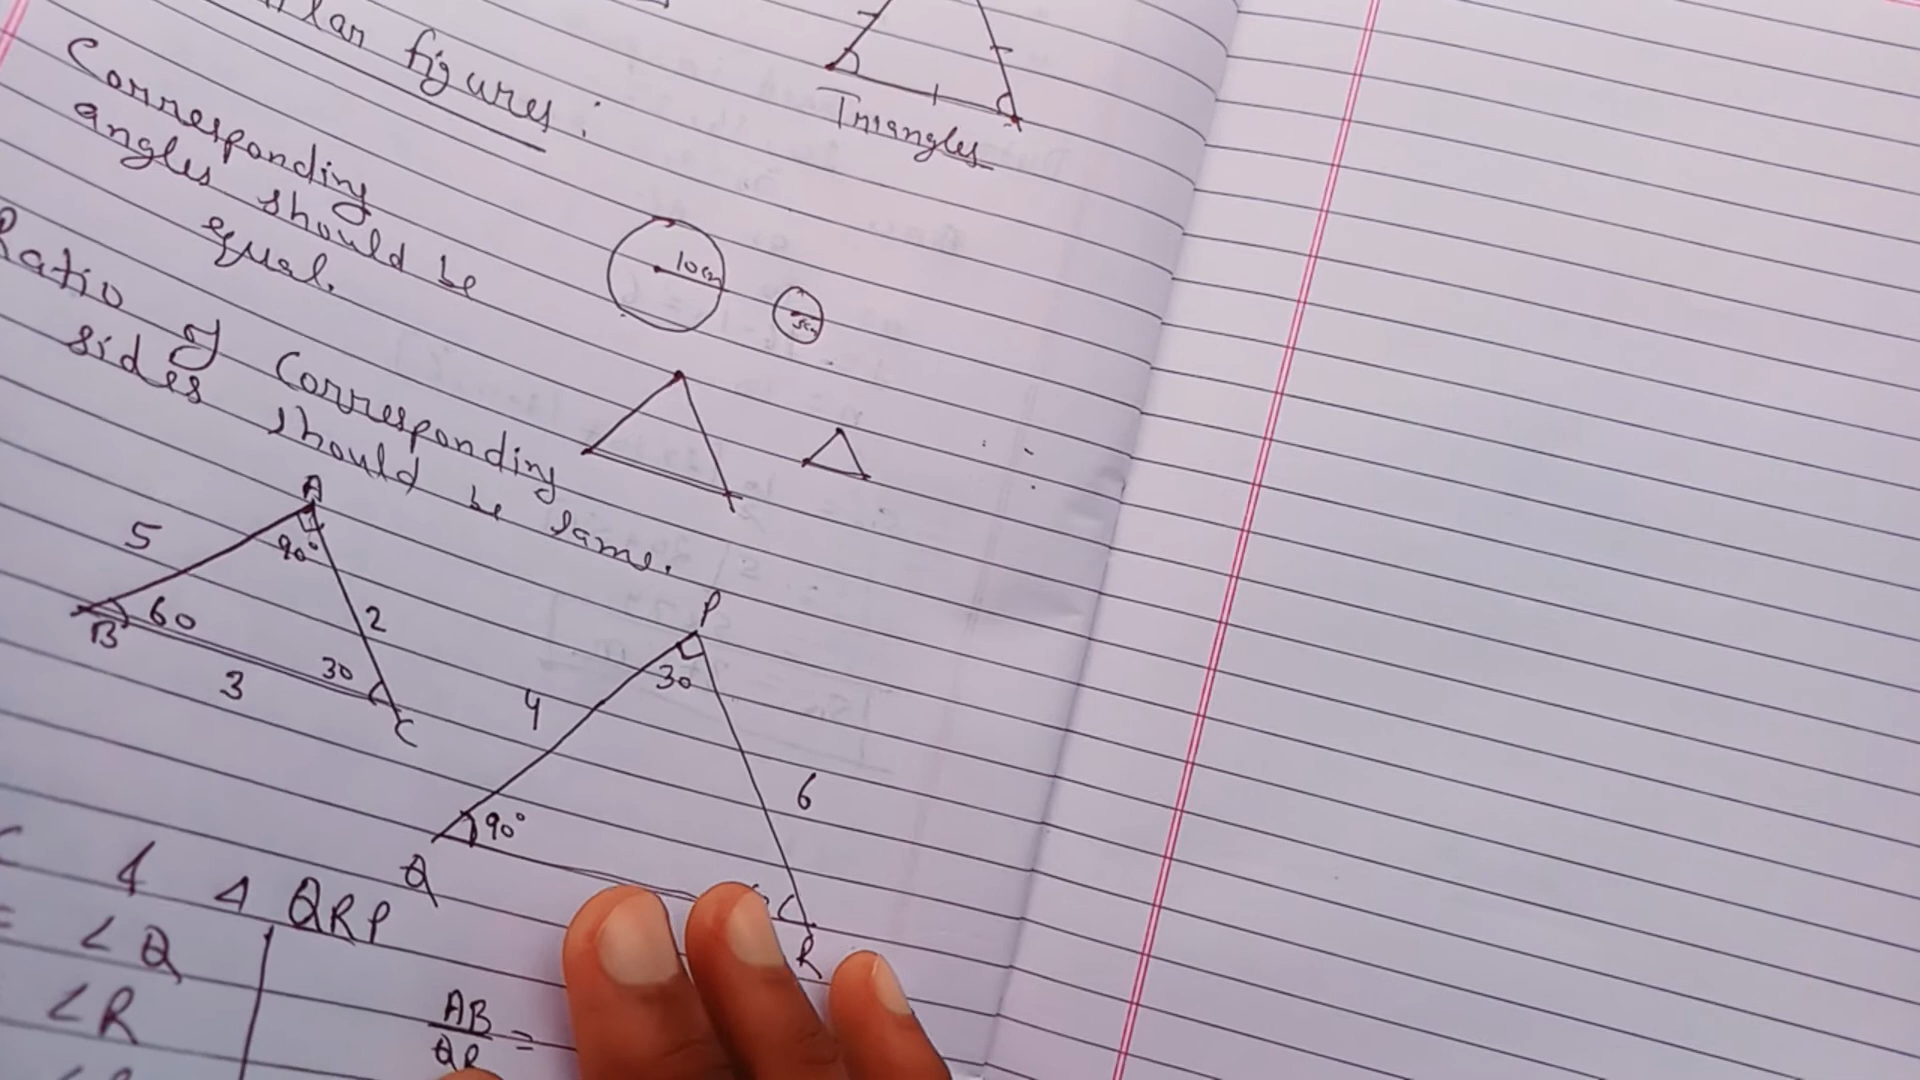 Triangles
figures:
Corresponding
angles should be
equal.
10cm
5cm
Ratio of Corresponding
sides should be same.
A
5
90°
2
B
60
30
3
C
P
30
4
6
90°
Q
R
Δ QRP
= ∠Q
∠R
AB
=